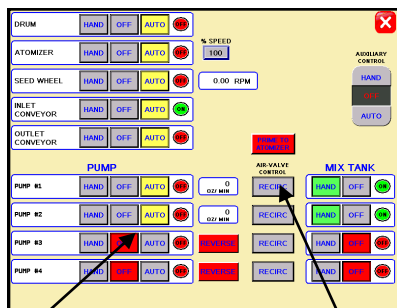 DRUM HAND OFF AUTO OFF
% SPEED
ATOMIZER HAND OFF AUTO OFF 100
AUXILIARY
CONTROL
SEED WHEEL HAND OFF AUTO OFF 0.00 RPM HAND
INLET
CONVEYOR HAND OFF AUTO ON
AUTO
OUTLET
CONVEYOR HAND OFF AUTO OFF
PRIME TO
ATOMIZER
PUMP
AIR-VALVE
CONTROL
MIX TANK
PUMP #1 HAND OFF AUTO OFF 0 OZ/ MIN RECIRC HAND OFF ON
PUMP #2 HAND OFF AUTO OFF 0 OZ/ MIN RECIRC HAND OFF ON
PUMP #3 HAND OFF AUTO OFF REVERSE RECIRC HAND OFF OFF
PUMP #4 HAND OFF AUTO OFF REVERSE RECIRC HAND OFF OFF